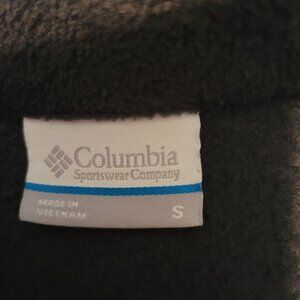 Columbia
Sportswear Company
MADE IN
VIETNAM
S